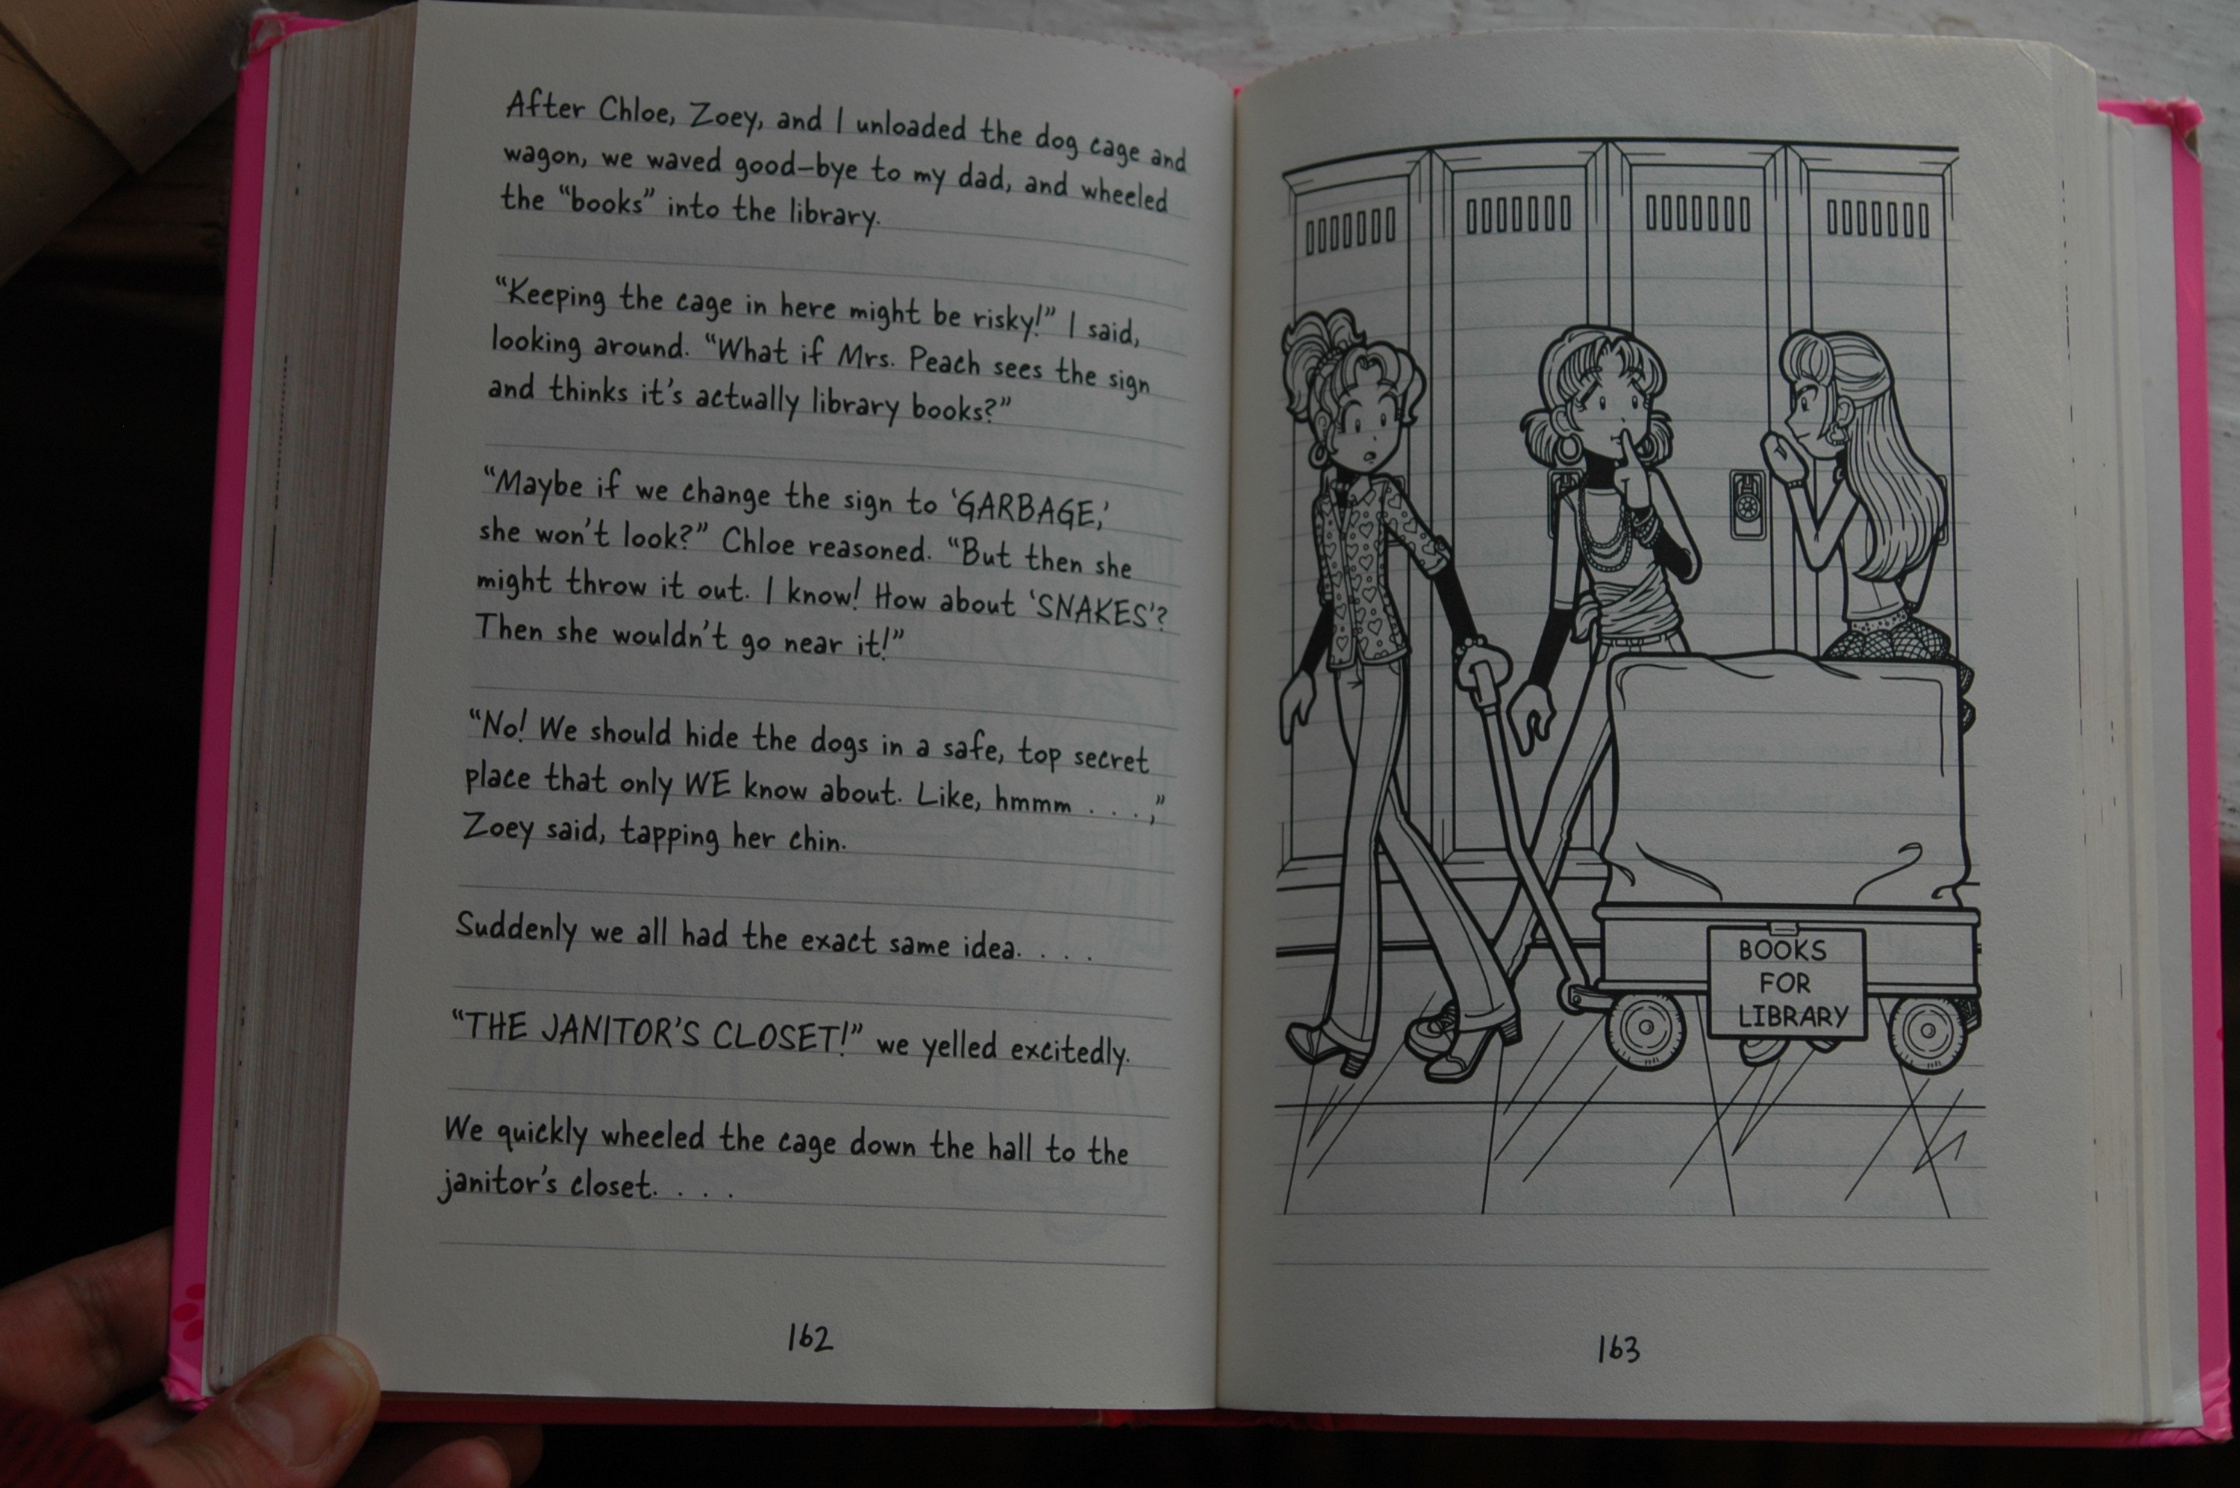 After Chloe, Zoey, and I unloaded the dog cage and
wagon, we waved good-bye to my dad, and wheeled
the “books” into the library.
“Keeping the cage in here might be risky!” I said,
looking around. “What if Mrs. Peach sees the sign
and thinks it’s actually library books?”
“Maybe if we change the sign to ‘GARBAGE,’
she won’t look?” Chloe reasoned. “But then she
might throw it out. I know! How about ‘SNAKES’?
Then she wouldn’t go near it!”
“No! We should hide the dogs in a safe, top secret
place that only WE know about. Like, hmmm . . . ,”
Zoey said, tapping her chin.
Suddenly we all had the exact same idea. . . .
“THE JANITOR’S CLOSET!” we yelled excitedly.
We quickly wheeled the cage down the hall to the
janitor’s closet. . . .
162
BOOKS
FOR
LIBRARY
163